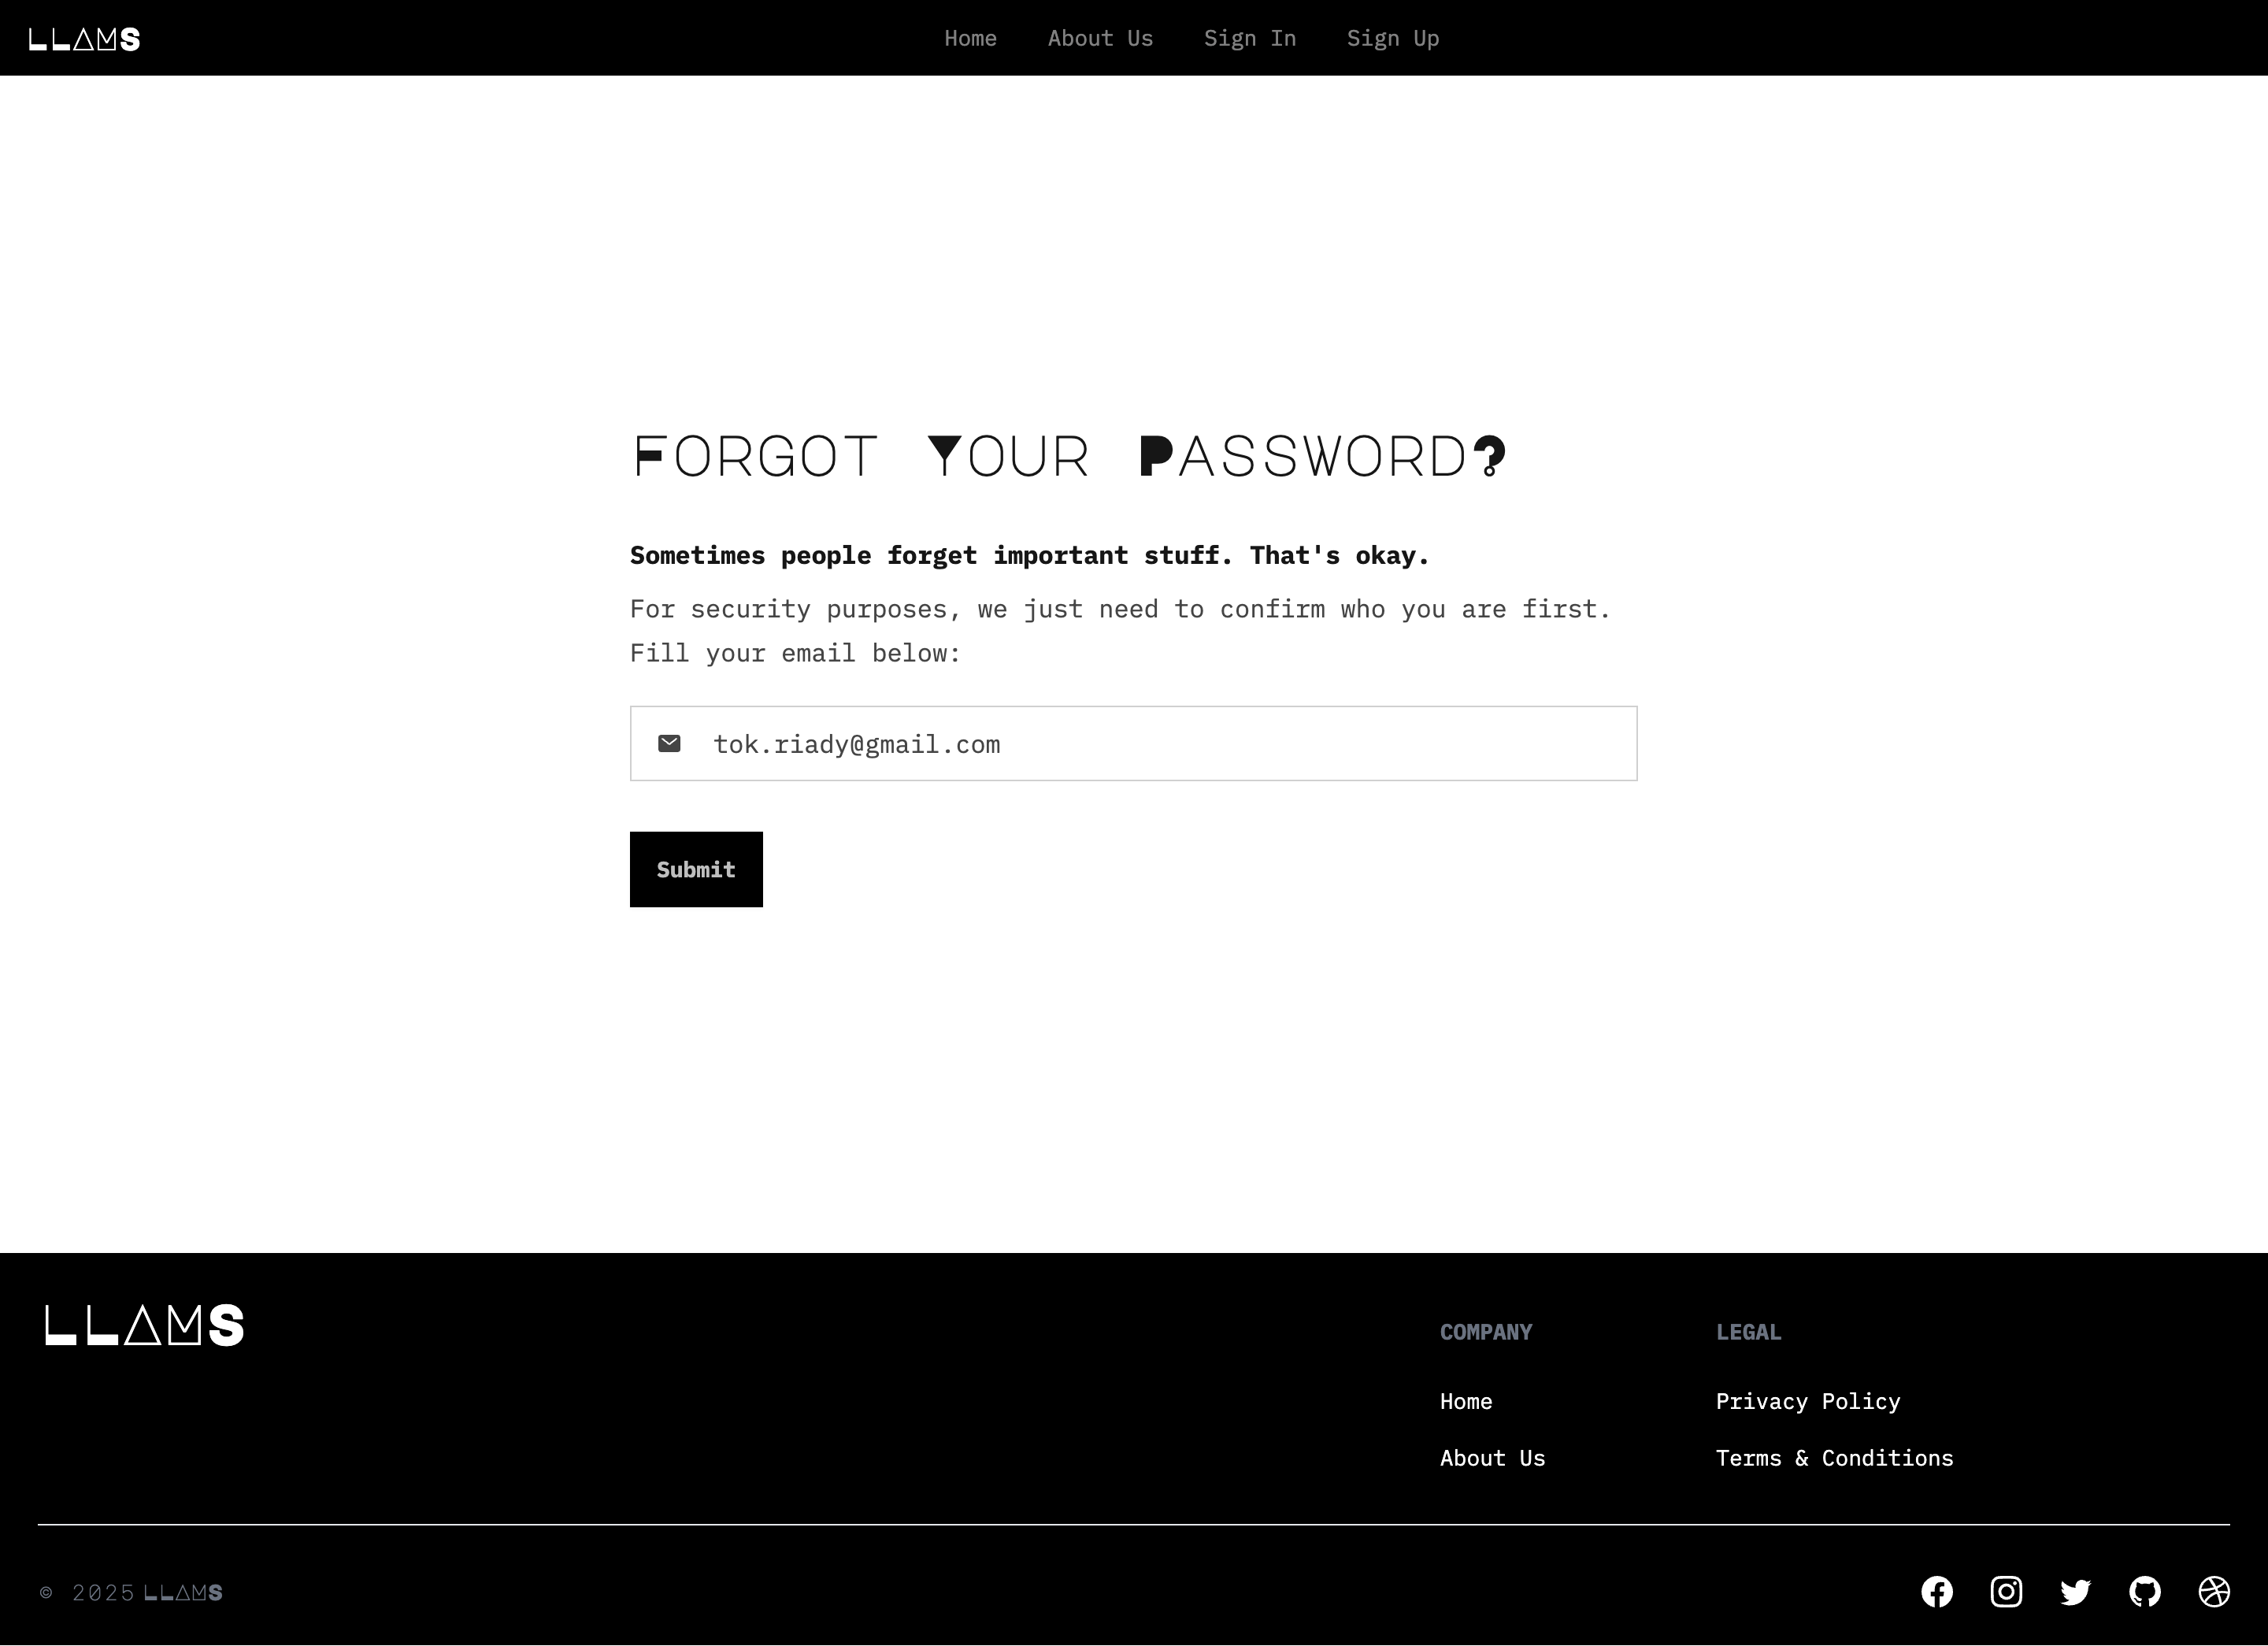 LLAMS
Home About Us Sign In Sign Up
FORGOT YOUR PASSWORD?
Sometimes people forget important stuff. That's okay.
For security purposes, we just need to confirm who you are first.
Fill your email below:
tok.riady@gmail.com
Submit
LLAMS
COMPANY
Home
About Us
LEGAL
Privacy Policy
Terms & Conditions
© 2025 LLAMS